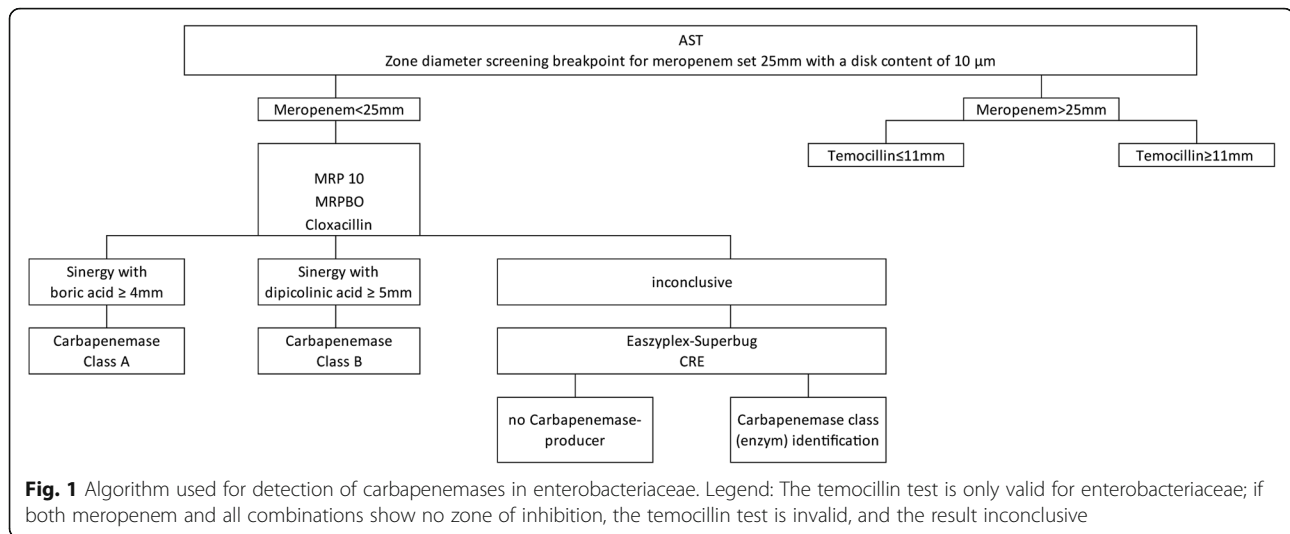 AST
Zone diameter screening breakpoint for meropenem set 25mm with a disk content of 10 µm
Meropenem<25mm
Meropenem>25mm
Temocillin≤11mm
Temocillin≥11mm
MRP 10
MRPBO
Cloxacillin
Sinergy with
boric acid ≥ 4mm
Sinergy with
dipicolinic acid ≥ 5mm
inconclusive
Carbapenemase
Class A
Carbapenemase
Class B
Easzyplex-Superbug
CRE
no Carbapenemase-
producer
Carbapenemase class
(enzym) identification
Fig. 1 Algorithm used for detection of carbapenemases in enterobacteriaceae. Legend: The temocillin test is only valid for enterobacteriaceae; if
both meropenem and all combinations show no zone of inhibition, the temocillin test is invalid, and the result inconclusive